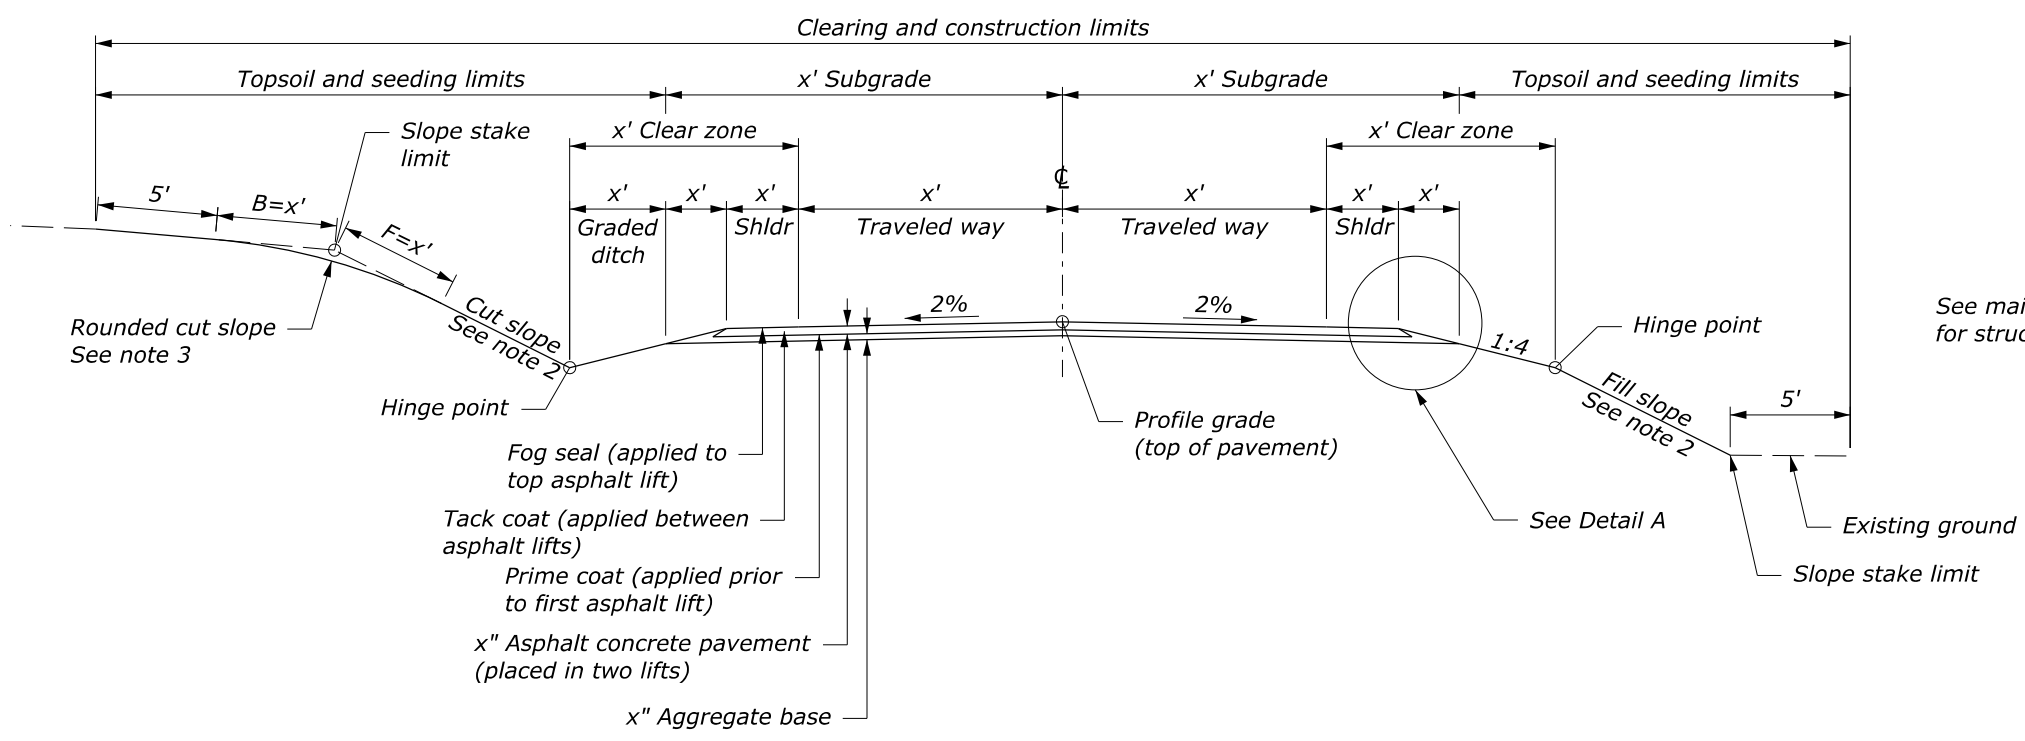 Clearing and construction limits
Topsoil and seeding limits
x' Subgrade
x' Subgrade
Topsoil and seeding limits
Slope stake
limit
x' Clear zone
x' Clear zone
5'
B=x'
F=x'
x'
x'
x'
x'
℄
x'
x'
x'
Graded
ditch
Shldr
Traveled way
Traveled way
Shldr
2%
2%
Rounded cut slope
See note 3
Cut slope
See note 2
Hinge point
1:4
Hinge point
See mai
for struc
Fill slope
See note 2
5'
Profile grade
(top of pavement)
Fog seal (applied to
top asphalt lift)
Tack coat (applied between
asphalt lifts)
See Detail A
Existing ground
Prime coat (applied prior
to first asphalt lift)
Slope stake limit
x" Asphalt concrete pavement
(placed in two lifts)
x" Aggregate base